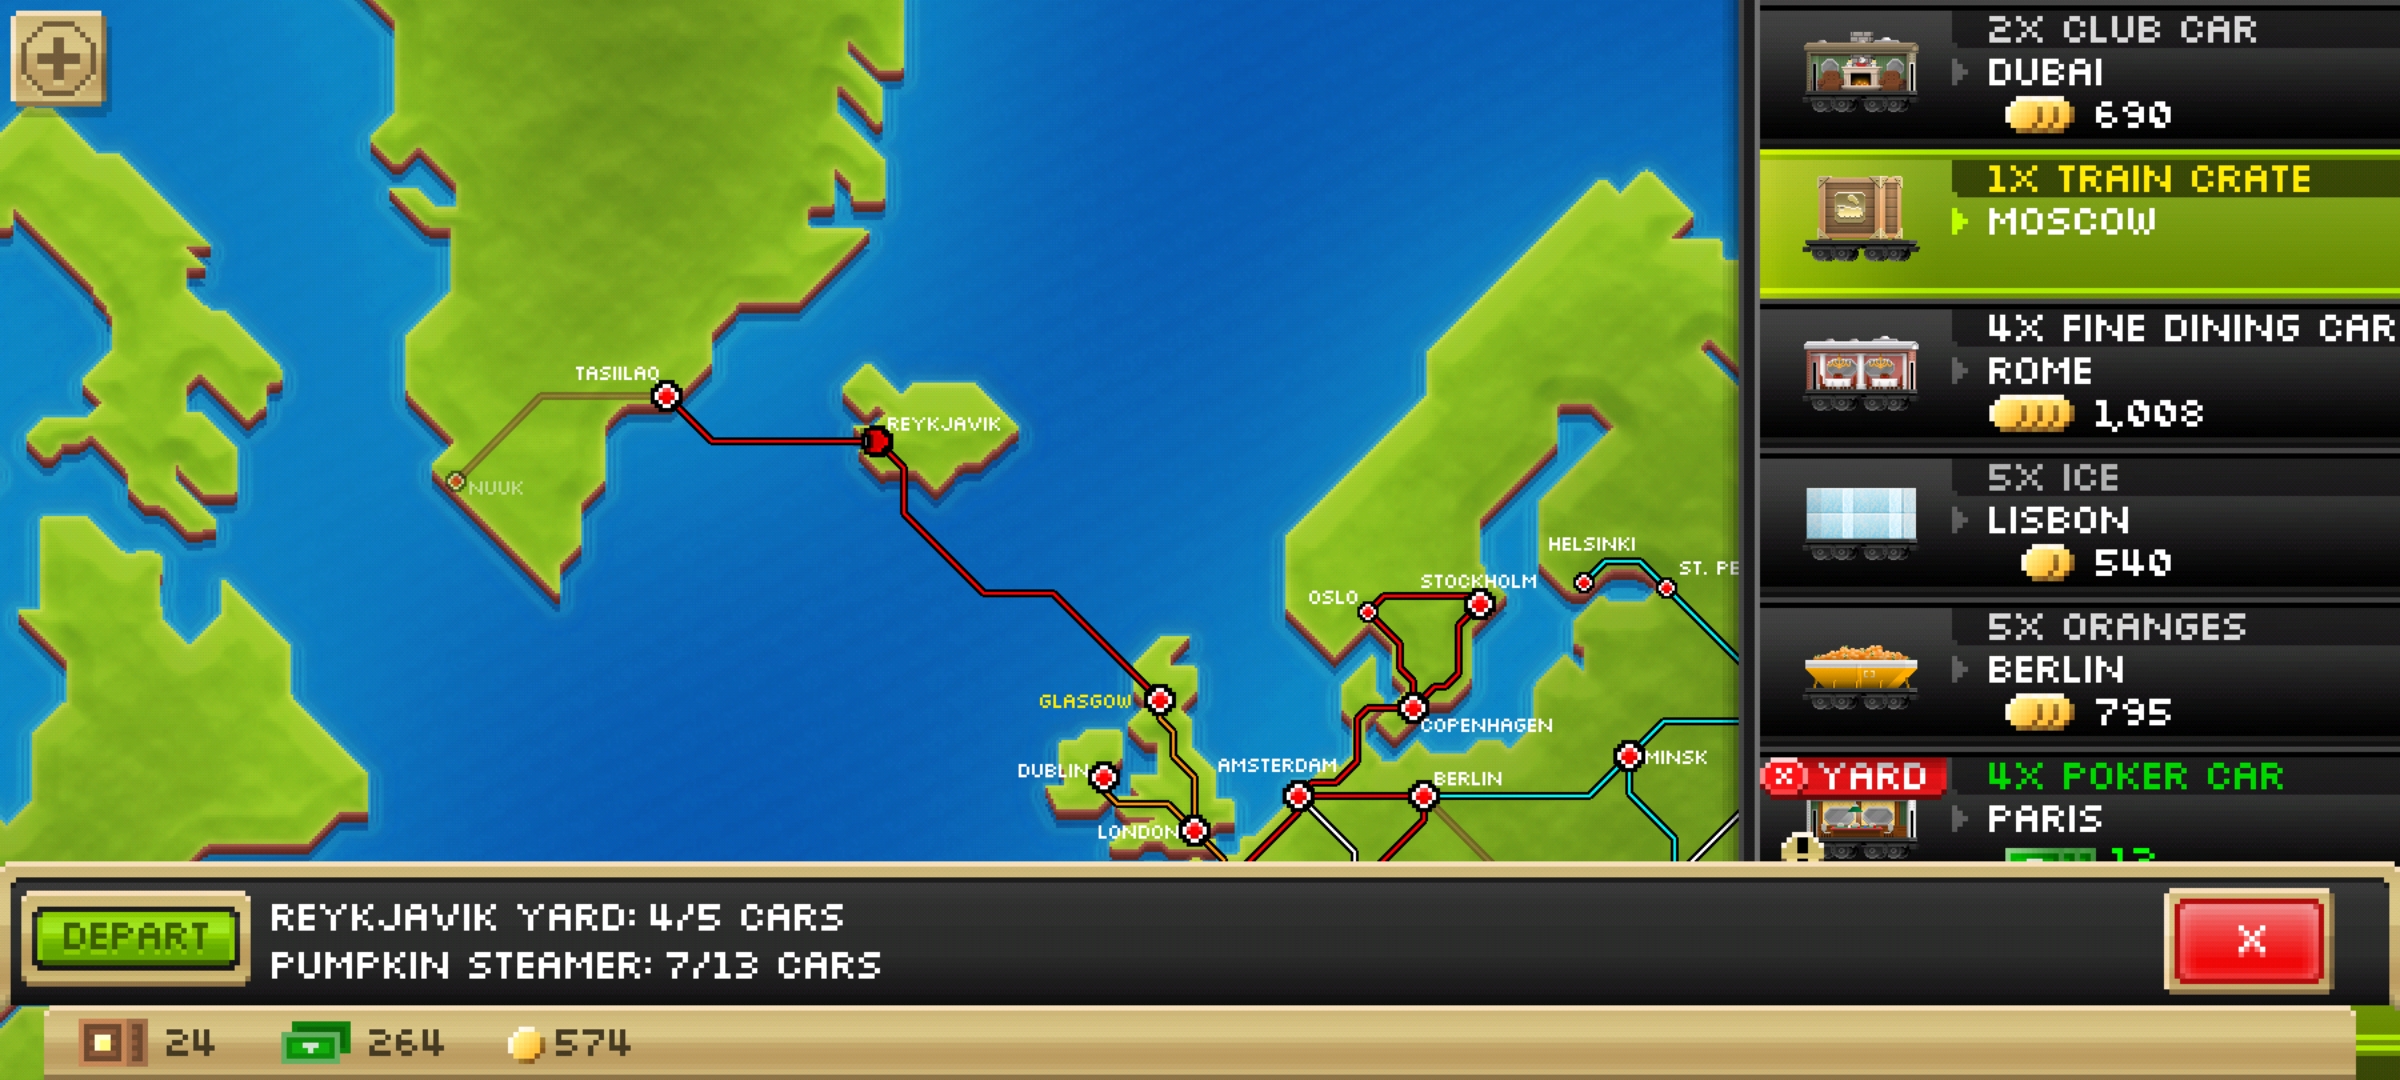 2X CLUB CAR
DUBAI
690
1X TRAIN CRATE
MOSCOW
4X FINE DINING CAR
ROME
1,008
5X ICE
LISBON
540
5X ORANGES
BERLIN
795
YARD
4X POKER CAR
PARIS
TASIILAQ
REYKJAVIK
NUUK
HELSINKI
ST. PE
STOCKHOLM
OSLO
GLASGOW
COPENHAGEN
DUBLIN
AMSTERDAM
BERLIN
MINSK
LONDON
DEPART
REYKJAVIK YARD: 4/5 CARS
PUMPKIN STEAMER: 7/13 CARS
X
24
264
574